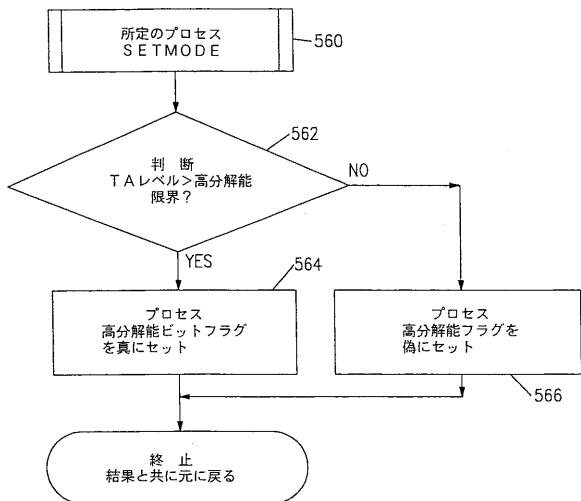 所定のプロセス
SETMODE
560
562
判 断
TAレベル>高分解能
限界?
NO
YES
564
プロセス
高分解能ビットフラグ
を真にセット
プロセス
高分解能フラグを
偽にセット
566
終 止
結果と共に元に戻る